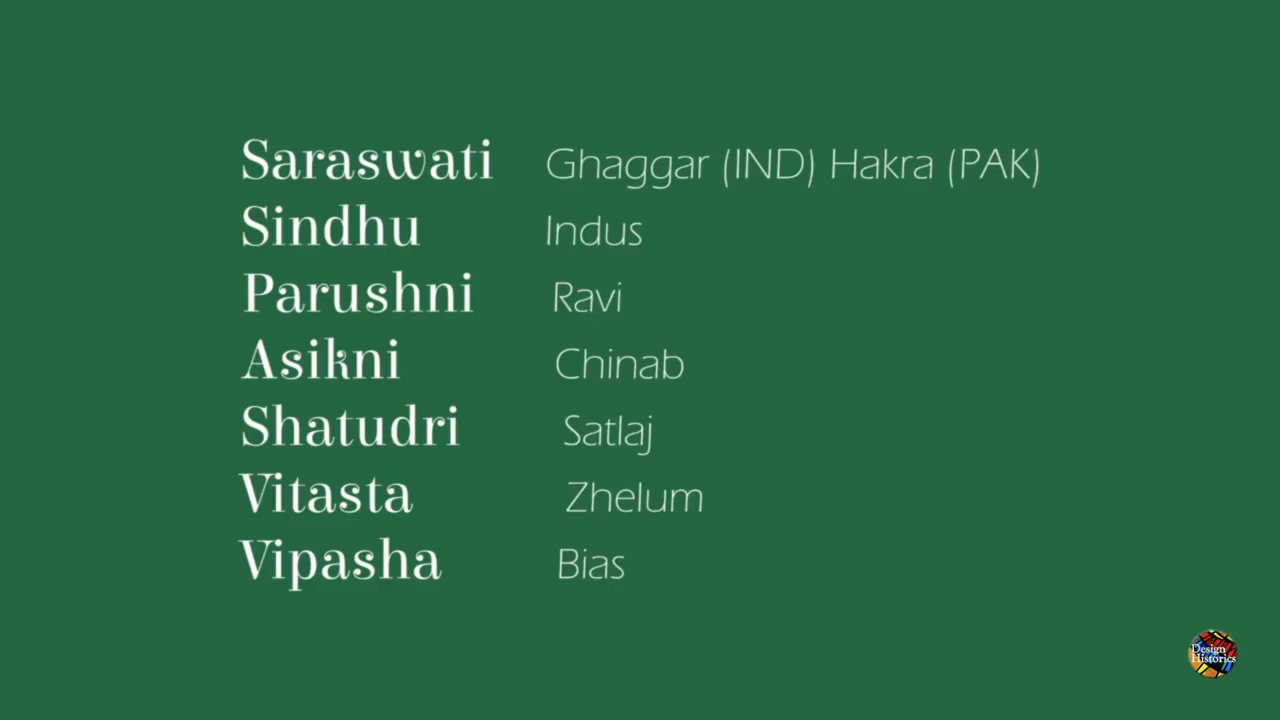 Saraswati Ghaggar (IND) Hakra (PAK)
Sindhu Indus
Parushni Ravi
Asikni Chinab
Shatudri Satlaj
Vitasta Zhelum
Vipasha Bias
Design
Historics